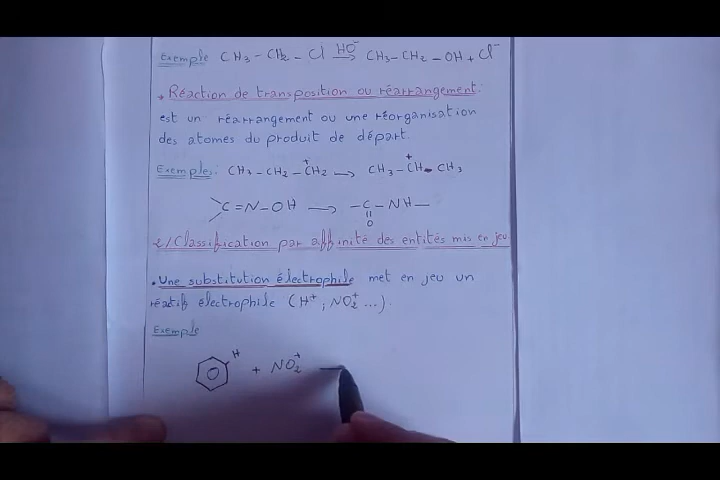 Exemple CH3-CH2-Cl HO⁻→ CH3-CH2-OH + Cl⁻
. Réaction de transposition ou réarrangement:
est un réarrangement ou une réorganisation
des atomes du produit de départ.
Exemples: CH3-CH2-C⁺H2 → CH3-C⁺H-CH3
>C=N-OH → -C-NH-
O
2/Classification par affinité des entités mis en jeu
. Une substitution électrophile met en jeu un
réactif électrophile (H⁺; NO2⁺...).
Exemple
H
+ NO2⁺